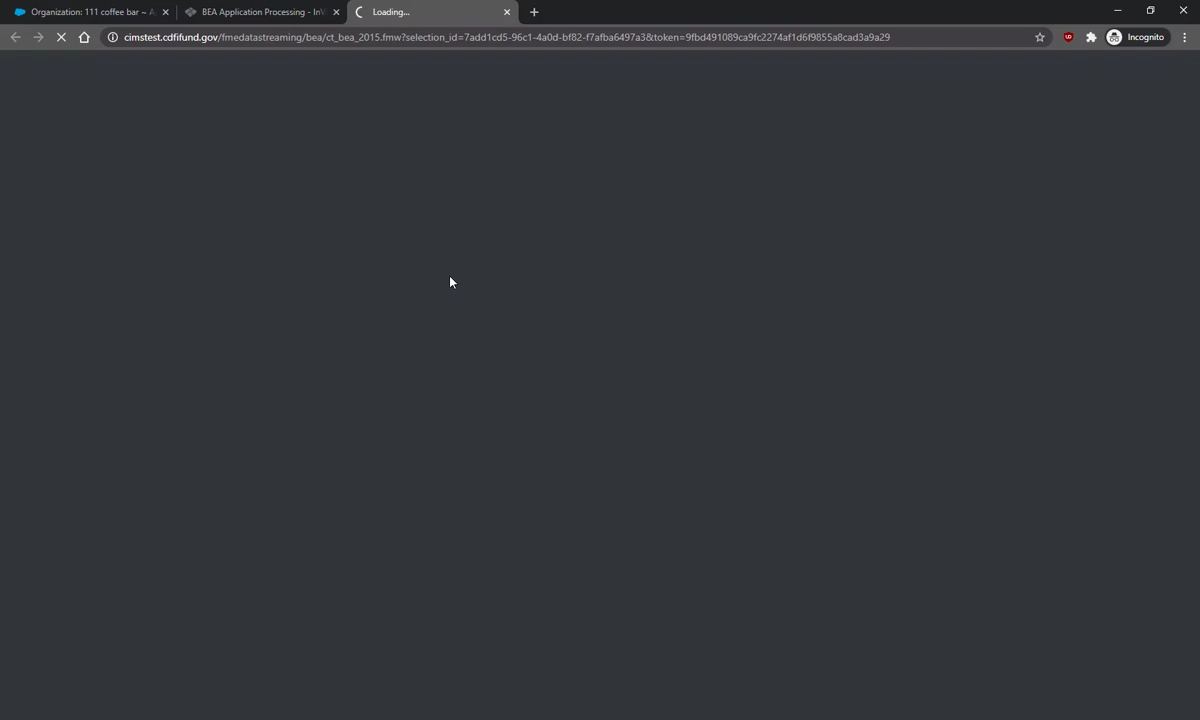 Organization: 111 coffee bar ~ A
BEA Application Processing - InV
Loading...
cimstest.cdfifund.gov/fmedatastreaming/bea/ct_bea_2015.fmw?selection_id=7add1cd5-96c1-4a0d-bf82-f7afba6497a3&token=9fbd491089ca9fc2274af1d6f9855a8cad3a9a29
Incognito